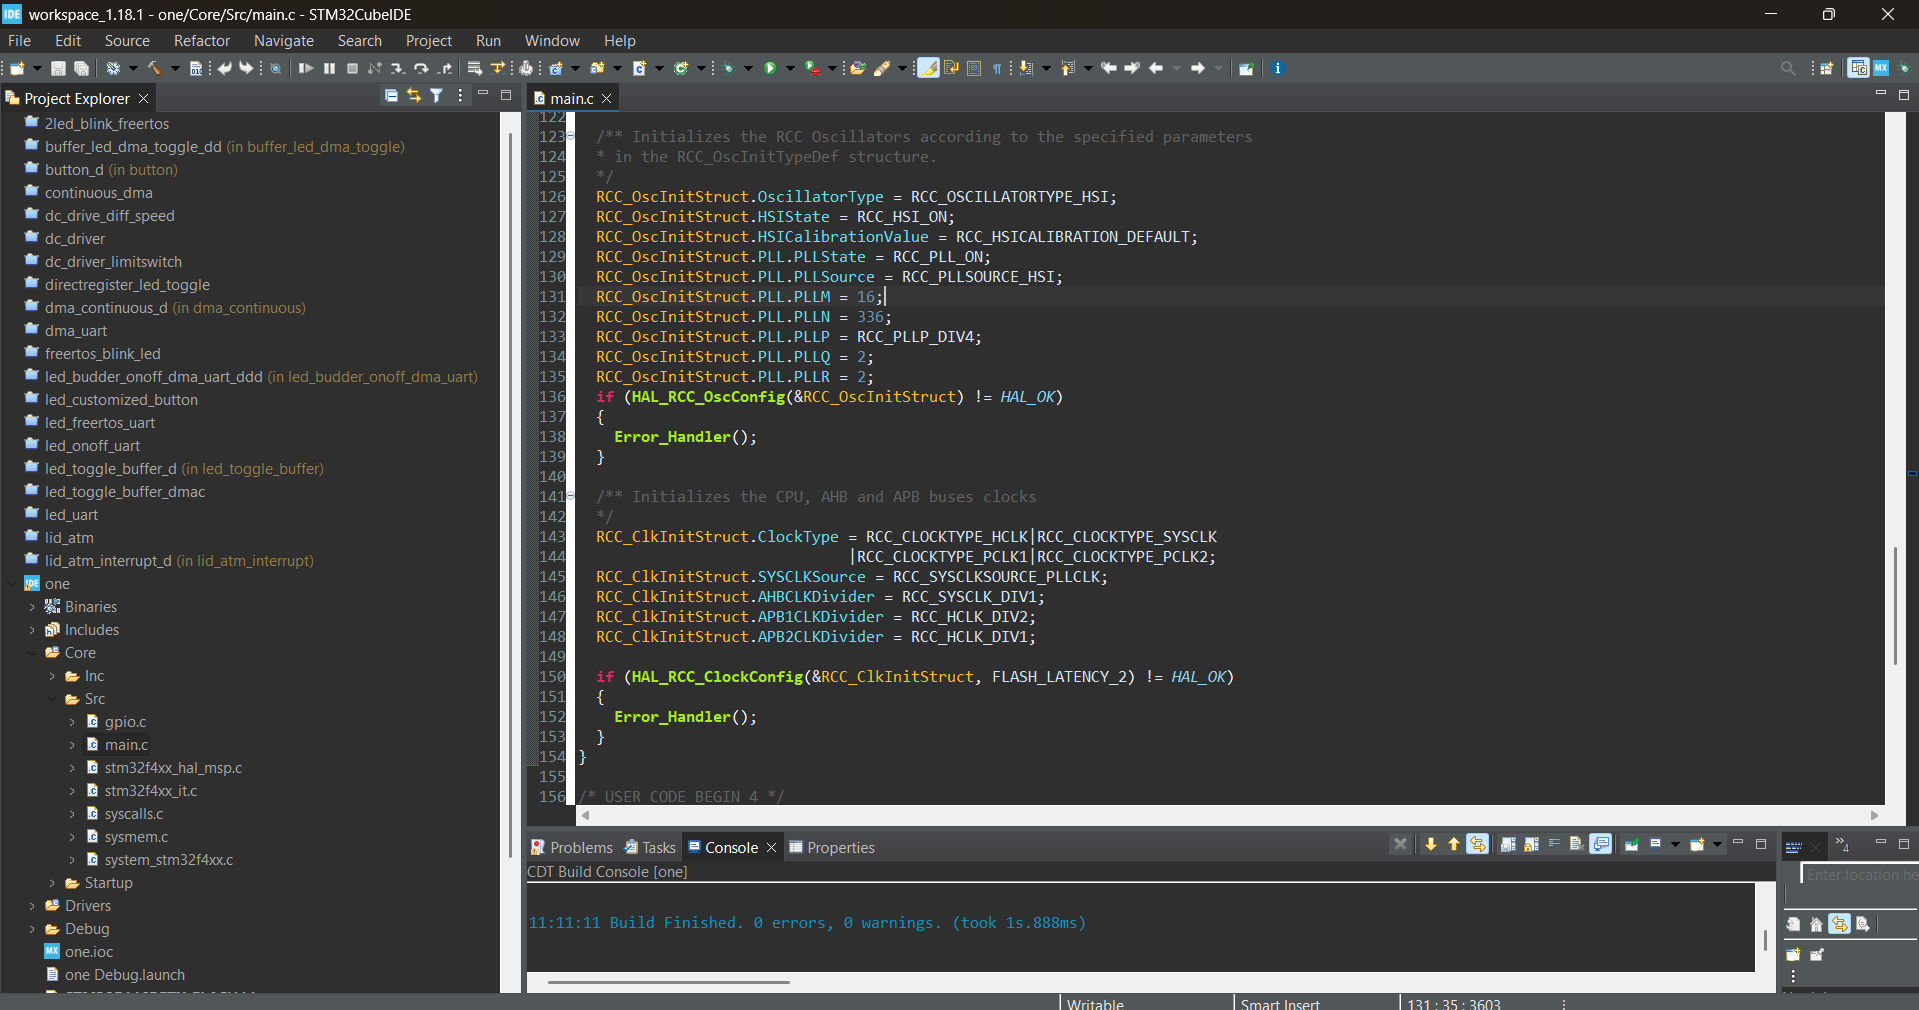 IDE workspace_1.18.1 - one/Core/Src/main.c - STM32CubeIDE
File Edit Source Refactor Navigate Search Project Run Window Help
Project Explorer
2led_blink_freertos
buffer_led_dma_toggle_dd (in buffer_led_dma_toggle)
button_d (in button)
continuous_dma
dc_drive_diff_speed
dc_driver
dc_driver_limitswitch
directregister_led_toggle
dma_continuous_d (in dma_continuous)
dma_uart
freertos_blink_led
led_budder_onoff_dma_uart_ddd (in led_budder_onoff_dma_uart)
led_customized_button
led_freertos_uart
led_onoff_uart
led_toggle_buffer_d (in led_toggle_buffer)
led_toggle_buffer_dmac
led_uart
lid_atm
lid_atm_interrupt_d (in lid_atm_interrupt)
IDE one
Binaries
Includes
Core
Inc
Src
gpio.c
main.c
stm32f4xx_hal_msp.c
stm32f4xx_it.c
syscalls.c
sysmem.c
system_stm32f4xx.c
Startup
Drivers
Debug
MX one.ioc
one Debug.launch
main.c
122
123 /** Initializes the RCC Oscillators according to the specified parameters
124 * in the RCC_OscInitTypeDef structure.
125 */
126 RCC_OscInitStruct.OscillatorType = RCC_OSCILLATORTYPE_HSI;
127 RCC_OscInitStruct.HSIState = RCC_HSI_ON;
128 RCC_OscInitStruct.HSICalibrationValue = RCC_HSICALIBRATION_DEFAULT;
129 RCC_OscInitStruct.PLL.PLLState = RCC_PLL_ON;
130 RCC_OscInitStruct.PLL.PLLSource = RCC_PLLSOURCE_HSI;
131 RCC_OscInitStruct.PLL.PLLM = 16;
132 RCC_OscInitStruct.PLL.PLLN = 336;
133 RCC_OscInitStruct.PLL.PLLP = RCC_PLLP_DIV4;
134 RCC_OscInitStruct.PLL.PLLQ = 2;
135 RCC_OscInitStruct.PLL.PLLR = 2;
136 if (HAL_RCC_OscConfig(&RCC_OscInitStruct) != HAL_OK)
137 {
138 Error_Handler();
139 }
140
141 /** Initializes the CPU, AHB and APB buses clocks
142 */
143 RCC_ClkInitStruct.ClockType = RCC_CLOCKTYPE_HCLK|RCC_CLOCKTYPE_SYSCLK
144 |RCC_CLOCKTYPE_PCLK1|RCC_CLOCKTYPE_PCLK2;
145 RCC_ClkInitStruct.SYSCLKSource = RCC_SYSCLKSOURCE_PLLCLK;
146 RCC_ClkInitStruct.AHBCLKDivider = RCC_SYSCLK_DIV1;
147 RCC_ClkInitStruct.APB1CLKDivider = RCC_HCLK_DIV2;
148 RCC_ClkInitStruct.APB2CLKDivider = RCC_HCLK_DIV1;
149
150 if (HAL_RCC_ClockConfig(&RCC_ClkInitStruct, FLASH_LATENCY_2) != HAL_OK)
151 {
152 Error_Handler();
153 }
154 }
155
156 /* USER CODE BEGIN 4 */
Problems Tasks Console Properties
CDT Build Console [one]
11:11:11 Build Finished. 0 errors, 0 warnings. (took 1s.888ms)
4
Enter location he
Writable Smart Insert 131 : 35 : 3603